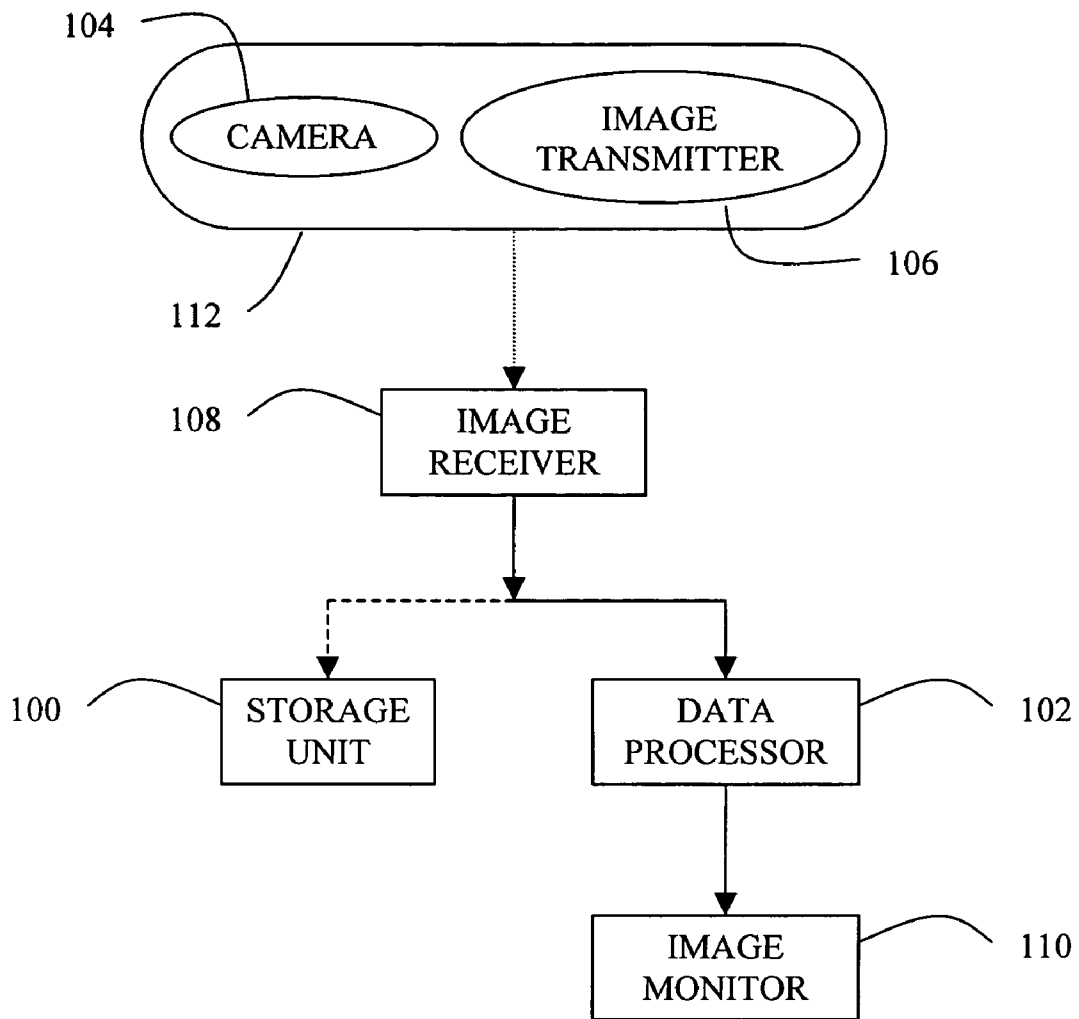 104
CAMERA
IMAGE
TRANSMITTER
106
112
108
IMAGE
RECEIVER
100
STORAGE
UNIT
DATA
PROCESSOR
102
IMAGE
MONITOR
110